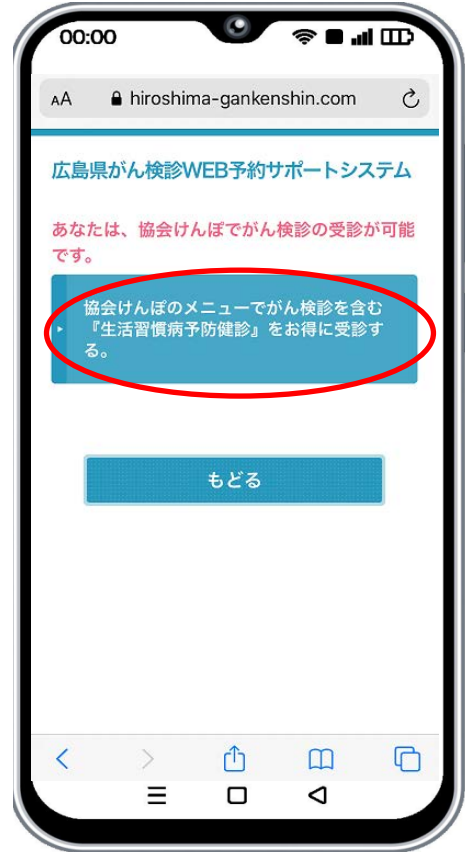 00:00
AA hiroshima-gankenshin.com
広島県がん検診WEB予約サポートシステム
あなたは、協会けんぽでがん検診の受診が可能
です。
協会けんぽのメニューでがん検診を含む
『生活習慣病予防健診』をお得に受診す
る。
もどる